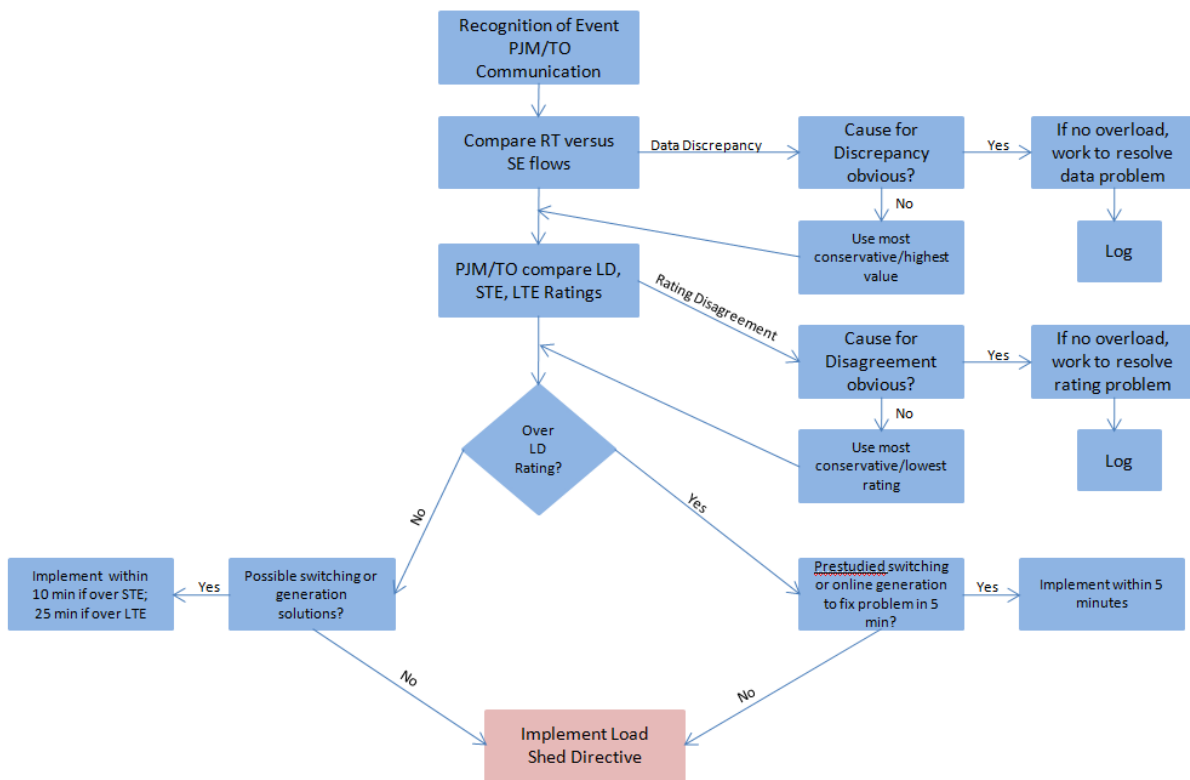 Recognition of Event
PJM/TO
Communication
Compare RT versus
SE flows
Data Discrepancy
Cause for
Discrepancy
obvious?
Yes
If no overload,
work to resolve
data problem
No
Use most
conservative/highest
value
Log
PJM/TO compare LD,
STE, LTE Ratings
Rating Disagreement
Cause for
Disagreement
obvious?
Yes
If no overload,
work to resolve
rating problem
No
Use most
conservative/lowest
rating
Log
Over
LD
Rating?
No
Yes
Implement within
10 min if over STE;
25 min if over LTE
Yes
Possible switching or
generation
solutions?
Prestudied switching
or online generation
to fix problem in 5
min?
Yes
Implement within 5
minutes
No
No
Implement Load
Shed Directive